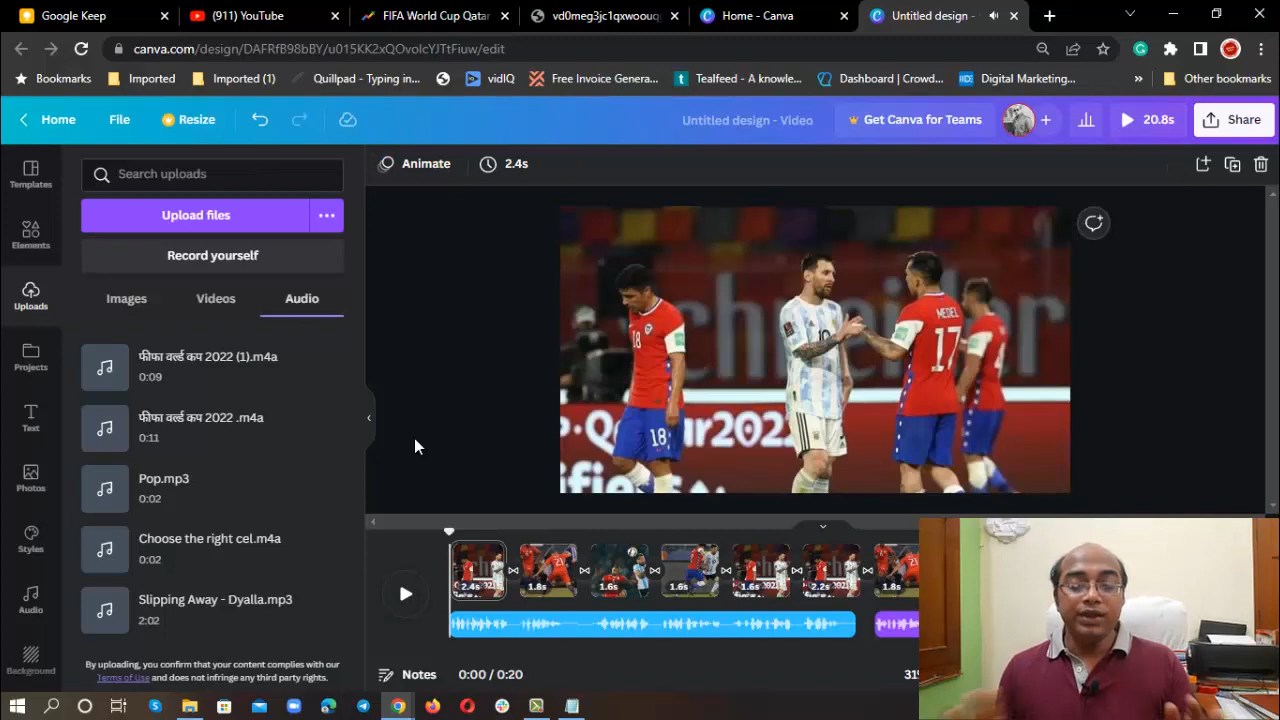 Google Keep
(911) YouTube
FIFA World Cup Qatar
vd0meg3jc1qxwoouq
Home - Canva
Untitled design -
canva.com/design/DAFRfB98bBY/u015KK2xQOvolcYJTtFiuw/edit
Bookmarks
Imported
Imported (1)
Quillpad - Typing in...
vidIQ
Free Invoice Genera...
Tealfeed - A knowle...
Dashboard | Crowd...
Digital Marketing...
»
Other bookmarks
Home
File
Resize
Untitled design - Video
Get Canva for Teams
20.8s
Share
Templates
Elements
Uploads
Projects
Text
Photos
Styles
Audio
Background
Search uploads
Upload files
Record yourself
Images
Videos
Audio
फीफा वर्ल्ड कप 2022 (1).m4a
0:09
फीफा वर्ल्ड कप 2022 .m4a
0:11
Pop.mp3
0:02
Choose the right cel.m4a
0:02
Slipping Away - Dyalla.mp3
2:02
By uploading, you confirm that your content complies with our
Terms of Use and does not infringe any third party rights.
Animate
2.4s
chneider
18
10
MEDEL
17
18
P·Qatar2022
lifiers
2.4s
1.8s
1.6s
1.6s
1.6s
2.2s
1.8s
Notes
0:00 / 0:20